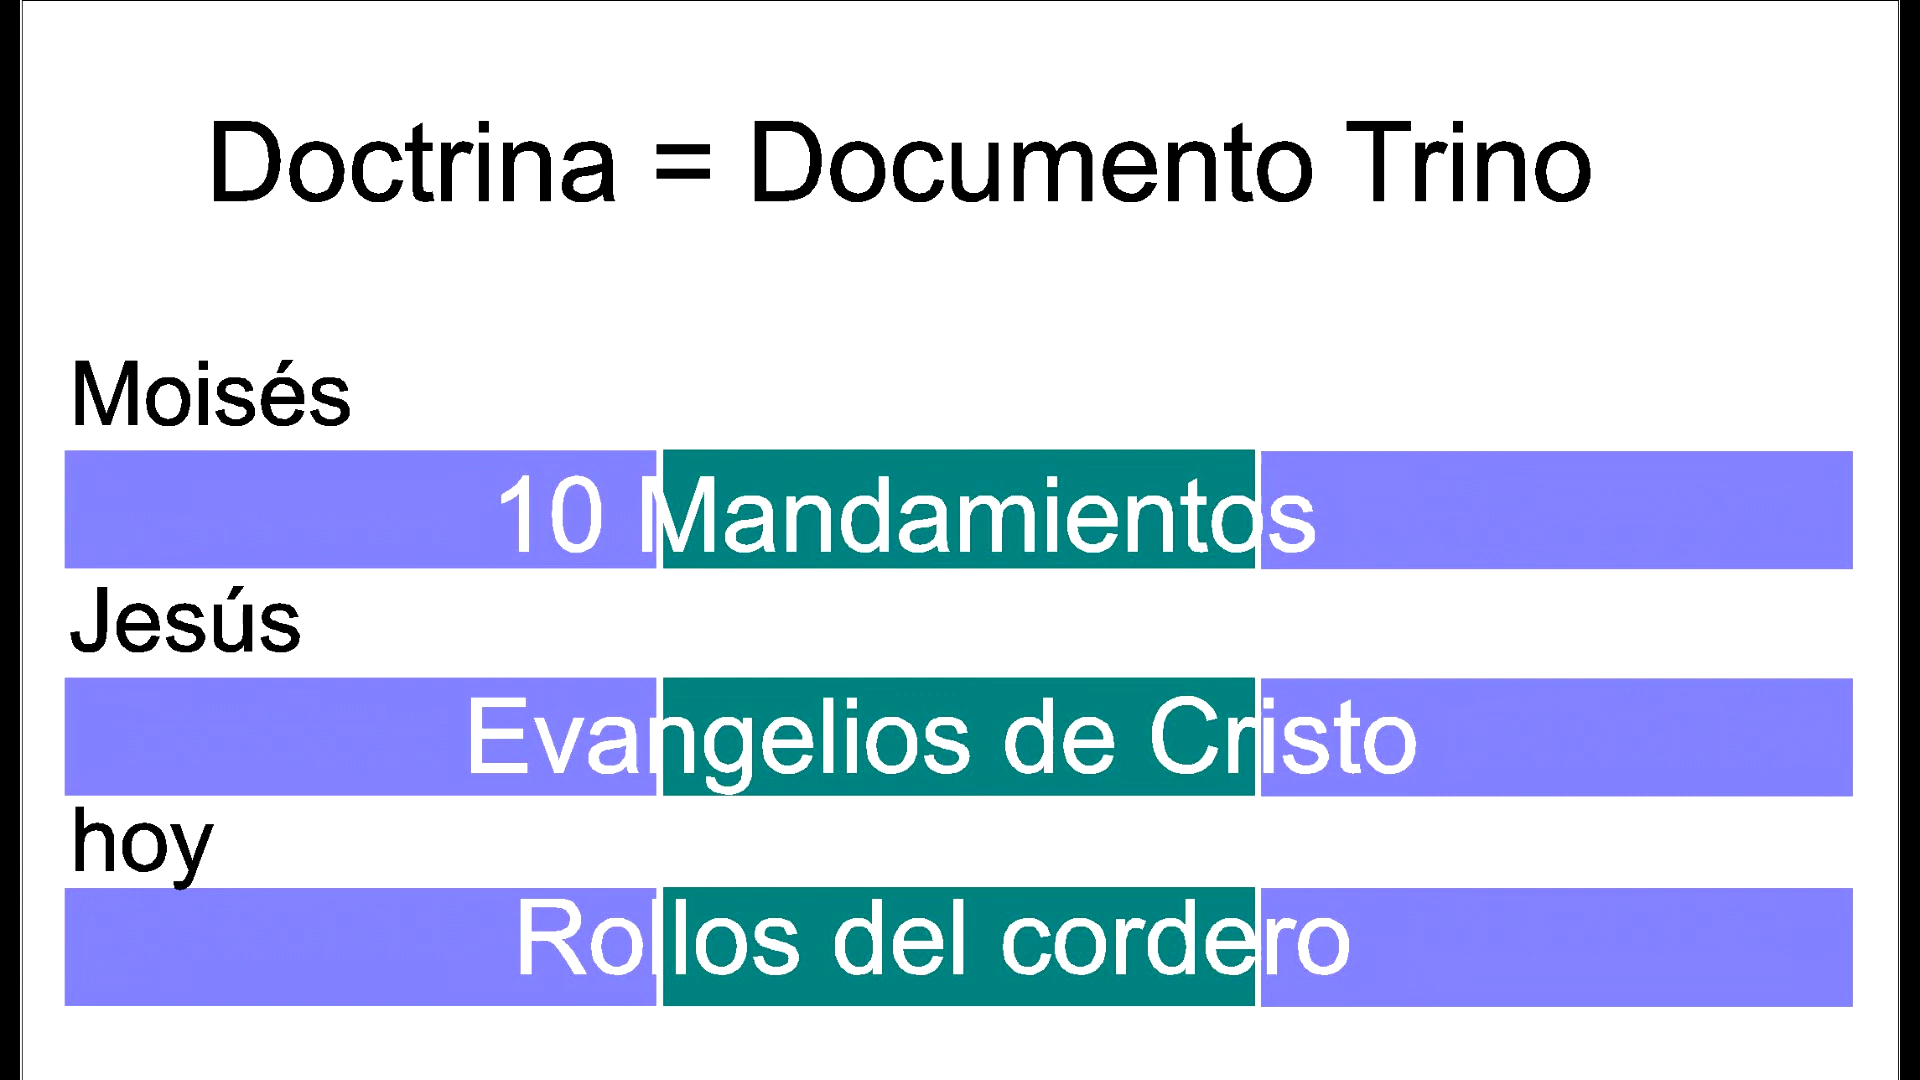 Doctrina = Documento Trino
Moisés
10 Mandamientos
Jesús
Evangelios de Cristo
hoy
Rollos del cordero